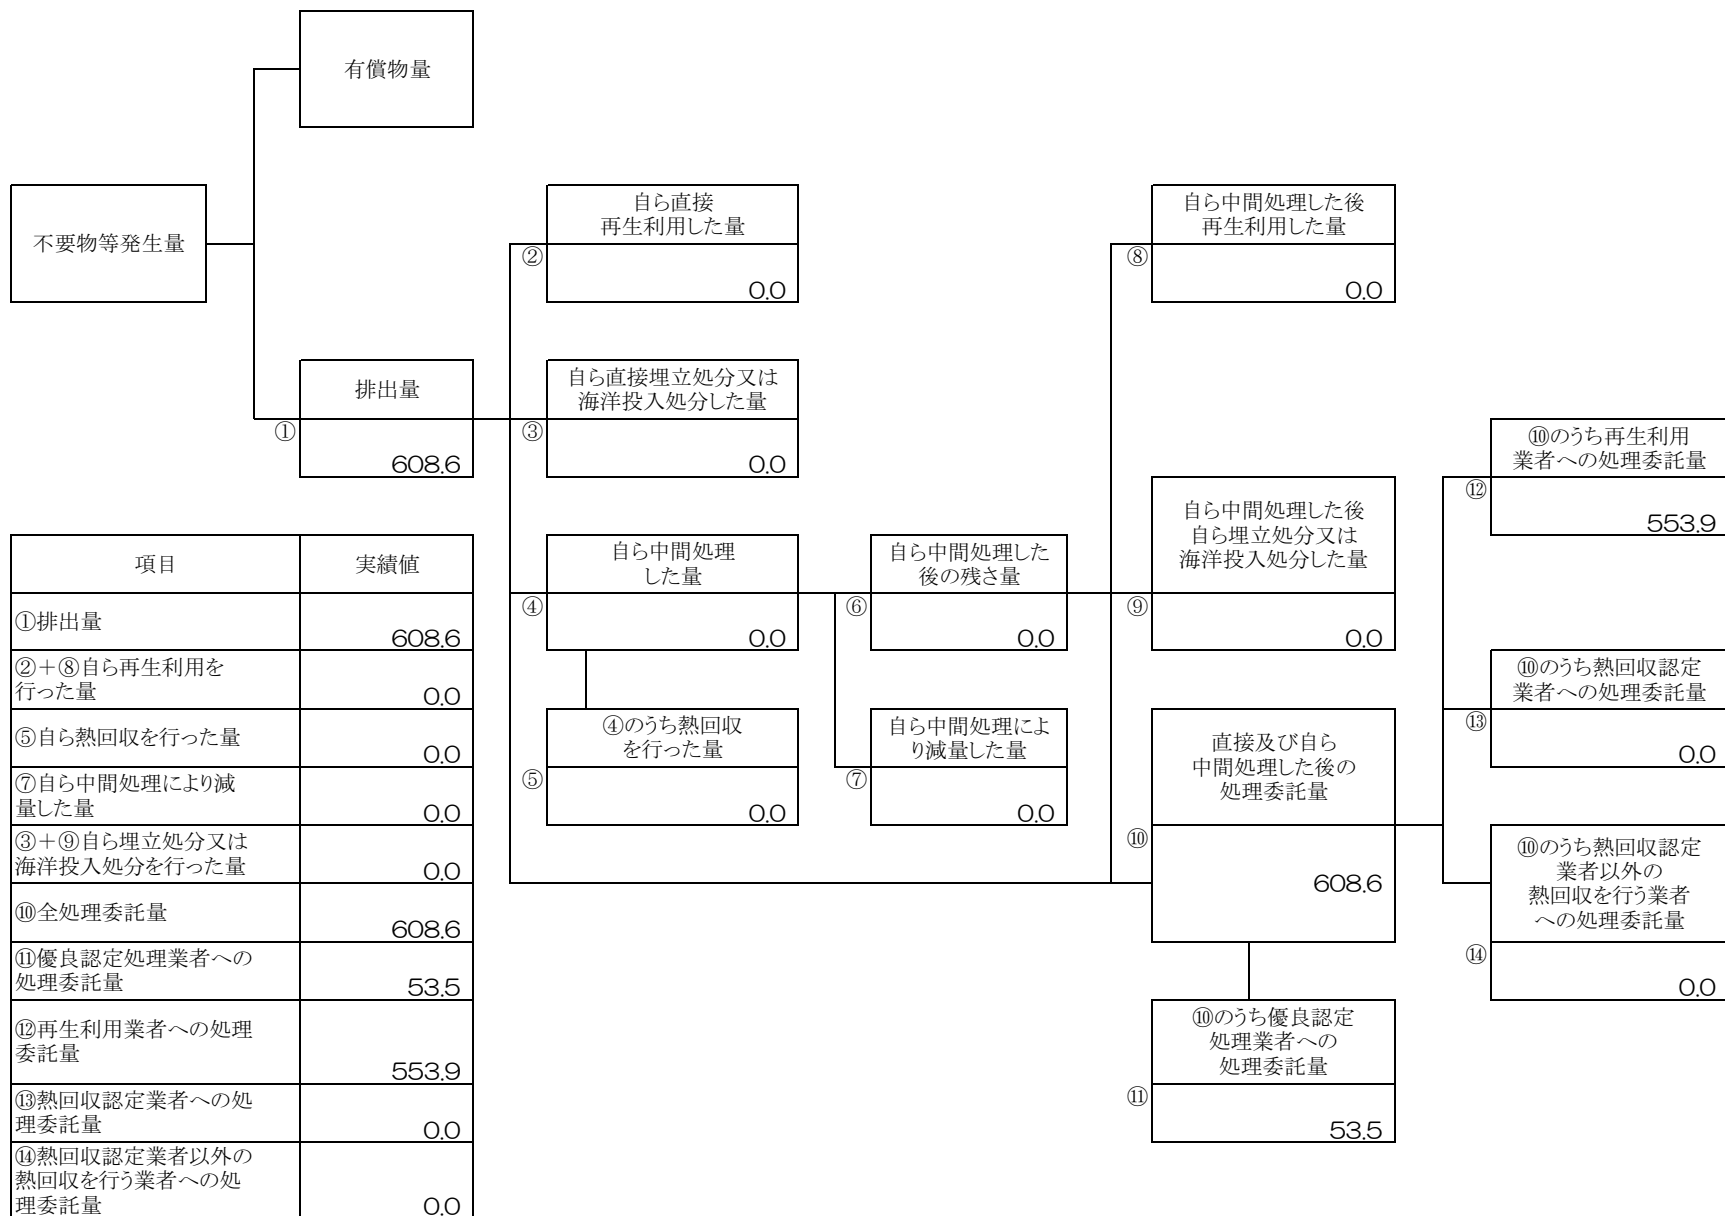 有償物量
不要物等発生量
自ら直接
再生利用した量
②
0.0
自ら中間処理した後
再生利用した量
⑧
0.0
排出量
①
608.6
自ら直接埋立処分又は
海洋投入処分した量
③
0.0
⑩のうち再生利用
業者への処理委託量
⑫
553.9
自ら中間処理
した量
④
0.0
自ら中間処理した
後の残さ量
⑥
0.0
自ら中間処理した後
自ら埋立処分又は
海洋投入処分した量
⑨
0.0
⑩のうち熱回収認定
業者への処理委託量
⑬
0.0
④のうち熱回収
を行った量
⑤
0.0
自ら中間処理によ
り減量した量
⑦
0.0
直接及び自ら
中間処理した後の
処理委託量
⑩
608.6
⑩のうち熱回収認定
業者以外の
熱回収を行う業者
への処理委託量
⑭
0.0
⑩のうち優良認定
処理業者への
処理委託量
⑪
53.5
項目
実績値
①排出量
608.6
②+⑧自ら再生利用を
行った量
0.0
⑤自ら熱回収を行った量
0.0
⑦自ら中間処理により減
量した量
0.0
③+⑨自ら埋立処分又は
海洋投入処分を行った量
0.0
⑩全処理委託量
608.6
⑪優良認定処理業者への
処理委託量
53.5
⑫再生利用業者への処理
委託量
553.9
⑬熱回収認定業者への処
理委託量
0.0
⑭熱回収認定業者以外の
熱回収を行う業者への処
理委託量
0.0